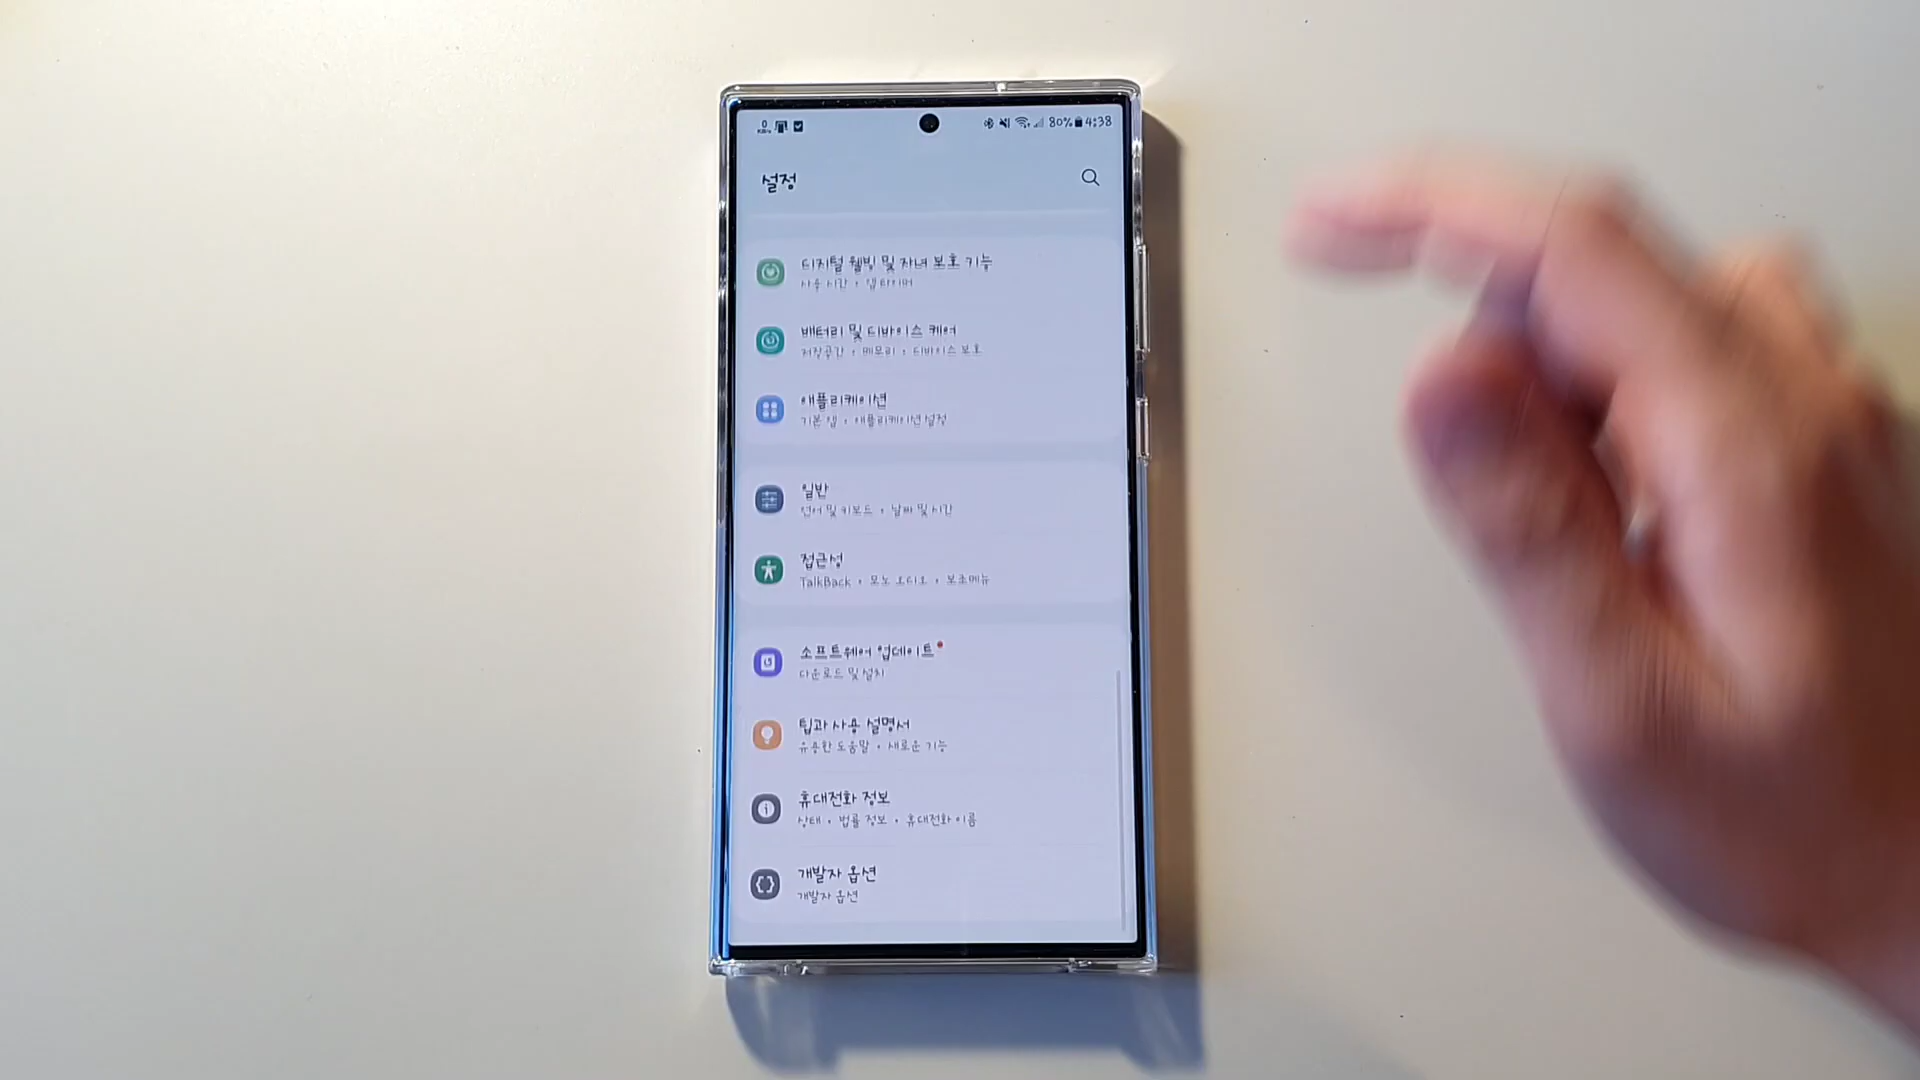 0
KB/s
80% 4:38
설정
디지털 웰빙 및 자녀 보호 기능
사용 시간 • 앱 타이머
배터리 및 디바이스 케어
저장공간 • 메모리 • 디바이스 보호
애플리케이션
기본 앱 • 애플리케이션 설정
일반
언어 및 키보드 • 날짜 및 시간
접근성
TalkBack • 모노 오디오 • 보조 메뉴
소프트웨어 업데이트
다운로드 및 설치
팁과 사용 설명서
유용한 도움말 • 새로운 기능
휴대전화 정보
상태 • 법률 정보 • 휴대전화 이름
개발자 옵션
개발자 옵션